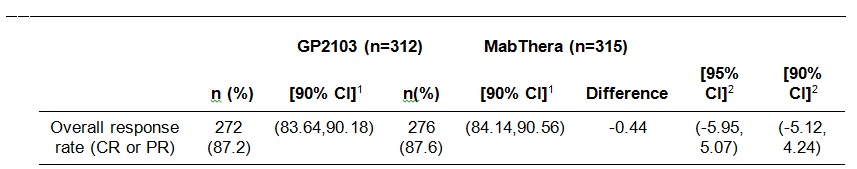 GP2103 (n=312) MabThera (n=315)
n (%) [90% CI]1 n(%) [90% CI]1 Difference [95% CI]2 [90% CI]2
Overall response 272 (83.64,90.18) 276 (84.14,90.56) -0.44 (-5.95, (-5.12,
rate (CR or PR) (87.2) (87.6) 5.07) 4.24)